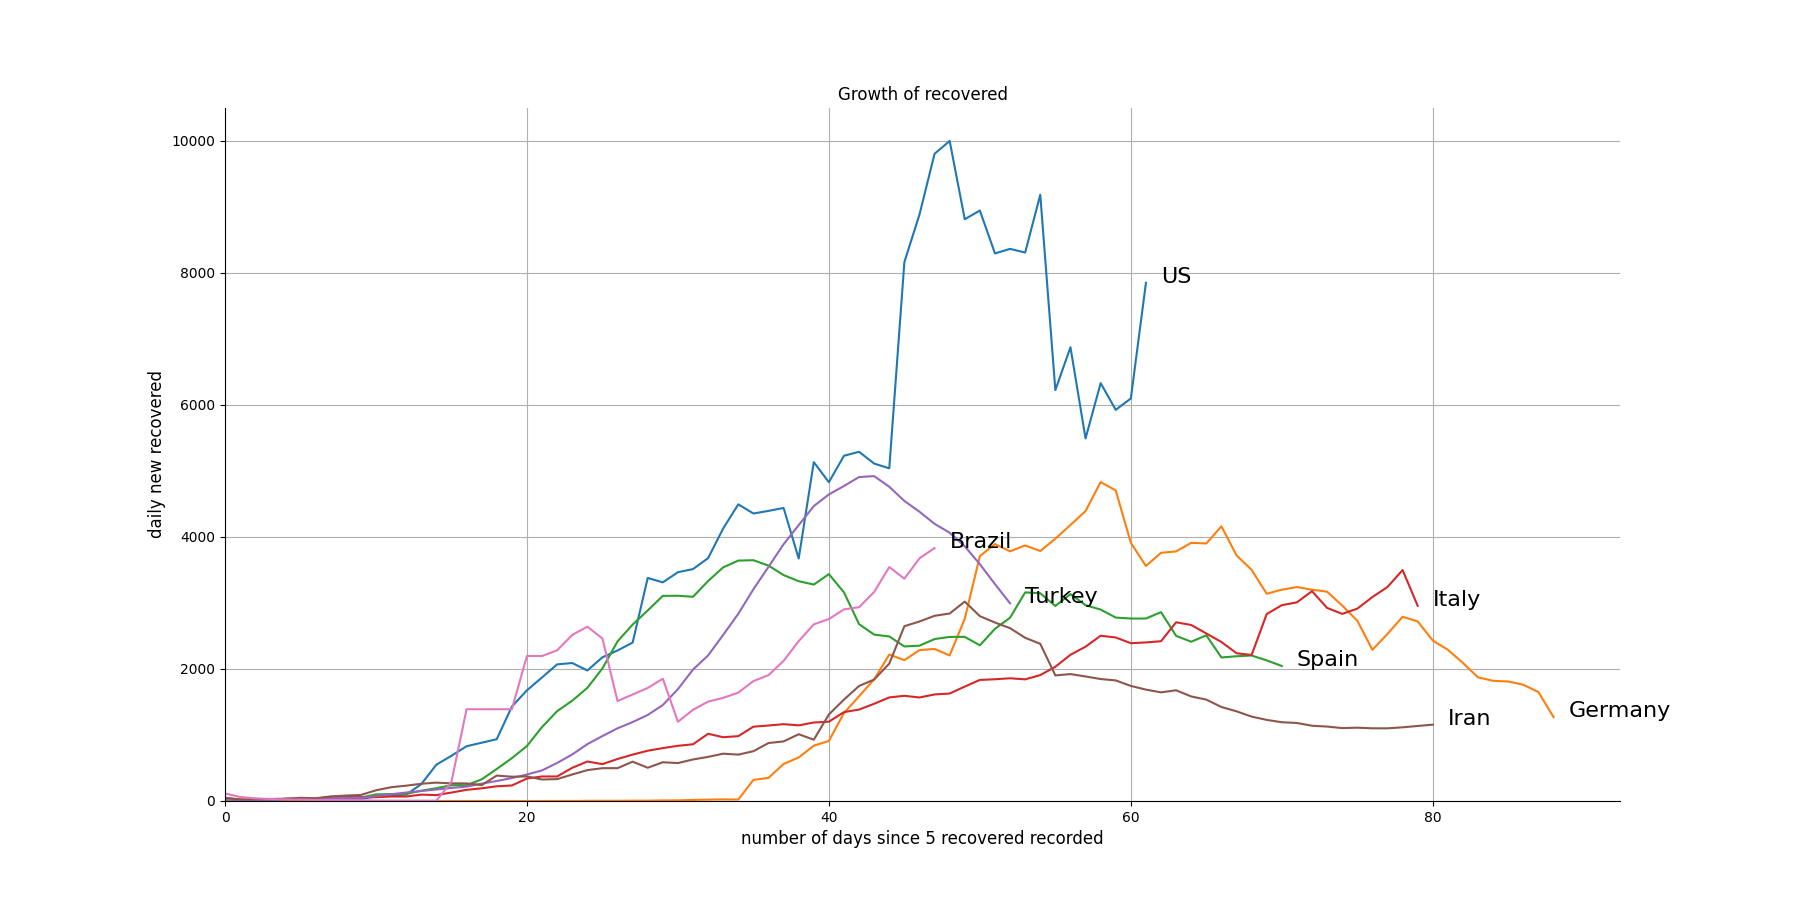 Growth of recovered
10000
8000
6000
4000
2000
0
daily new recovered
US
Brazil
Turkey
Italy
Spain
Germany
Iran
0 20 40 60 80
number of days since 5 recovered recorded